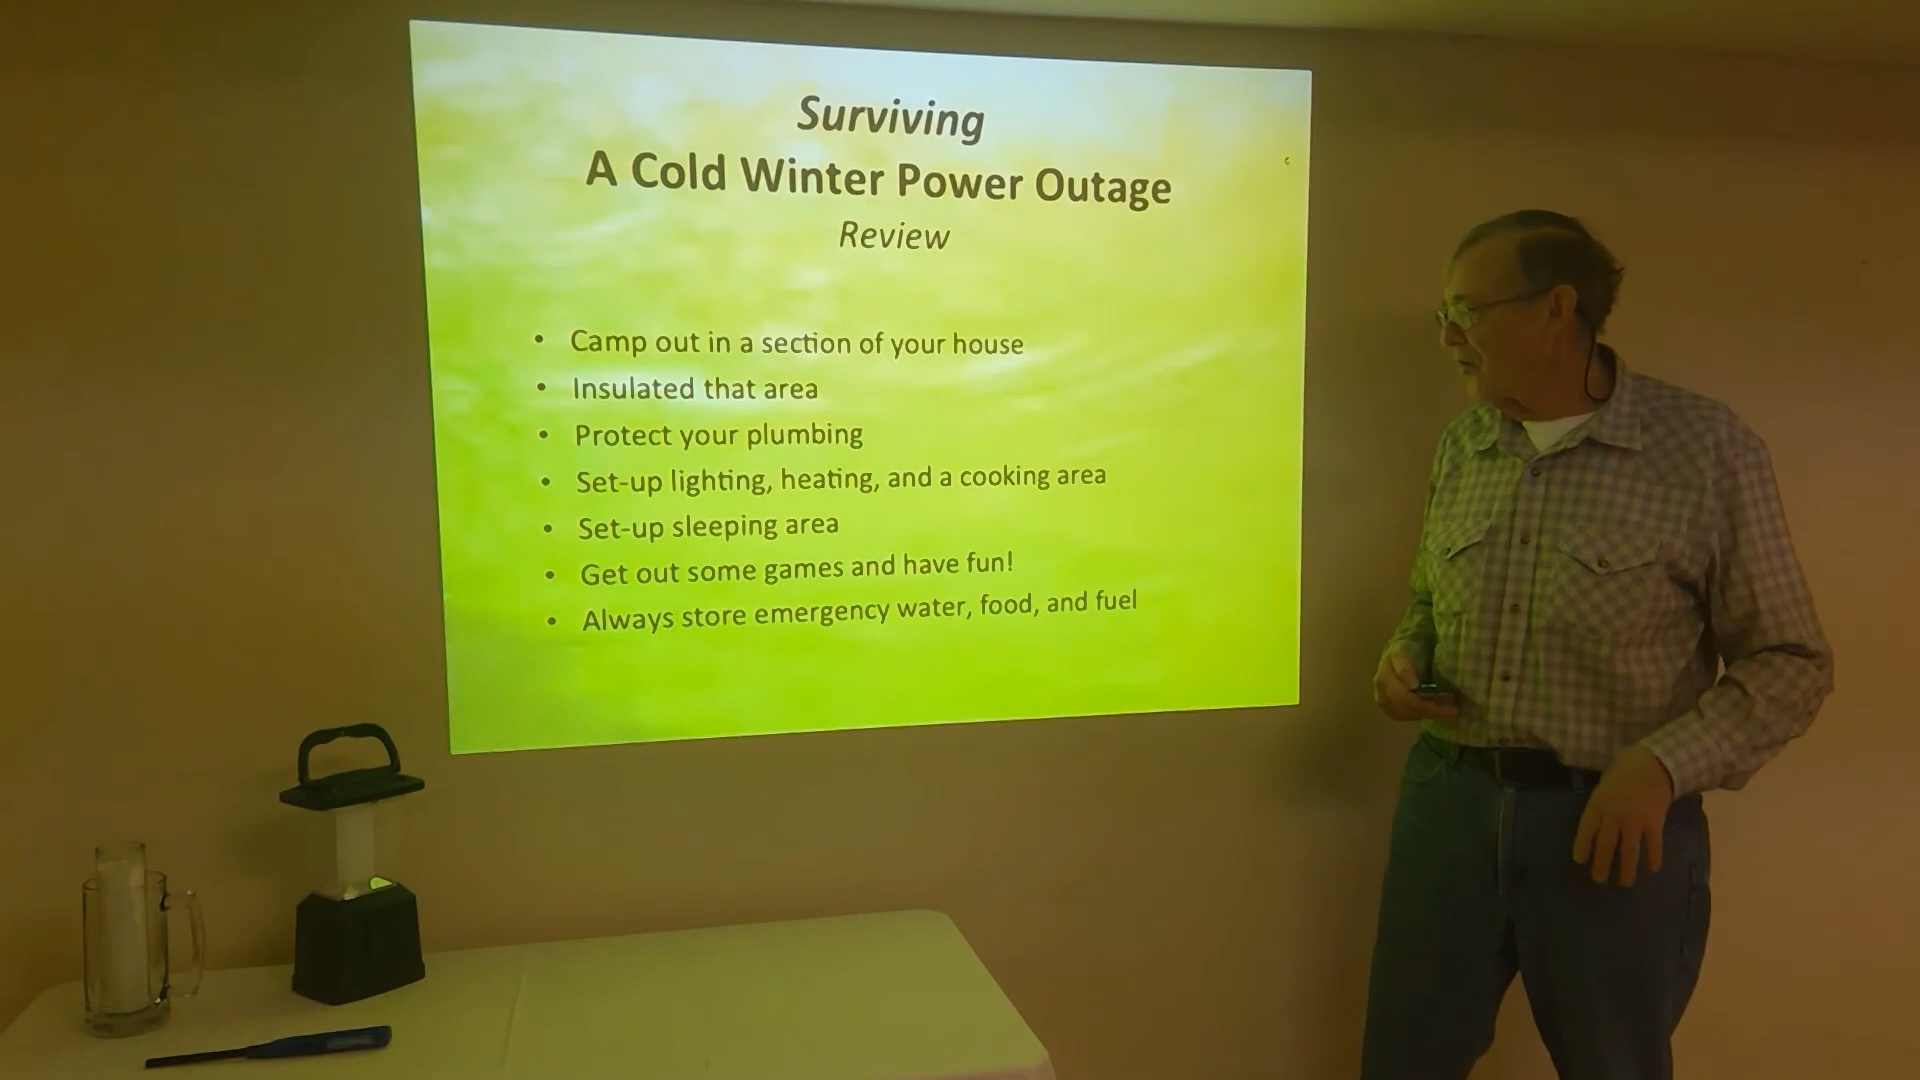 Surviving
A Cold Winter Power Outage
Review
• Camp out in a section of your house
• Insulated that area
• Protect your plumbing
• Set-up lighting, heating, and a cooking area
• Set-up sleeping area
• Get out some games and have fun!
• Always store emergency water, food, and fuel